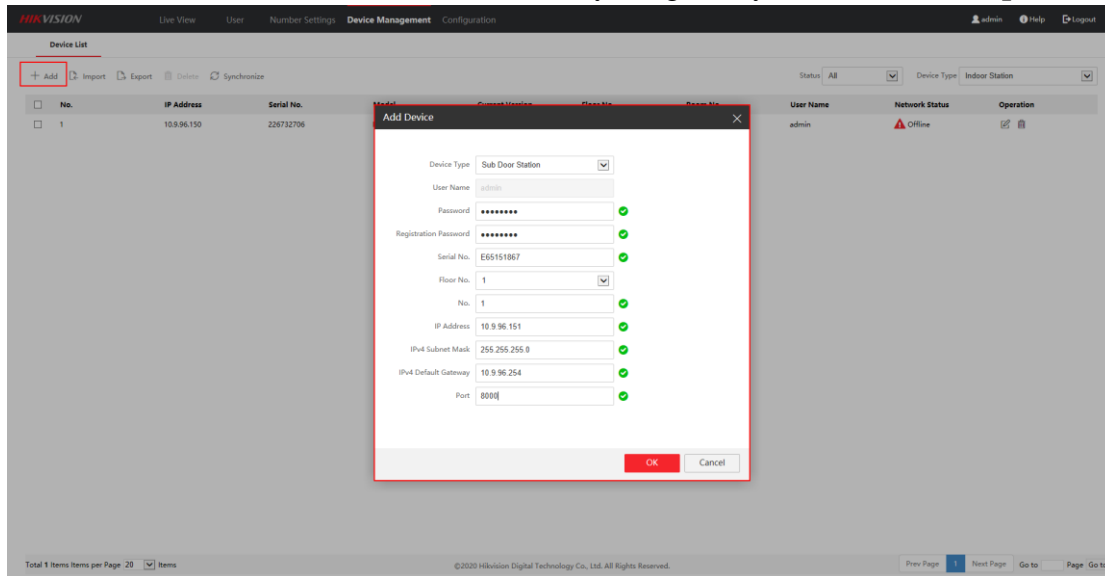 HIKVISION Live View User Number Settings Device Management Configuration admin Help Logout
Device List
Add Import Export Delete Synchronize Status All Device Type Indoor Station
No. IP Address Serial No. User Name Network Status Operation
1 10.9.96.150 226732706 admin Offline
Add Device
Device Type Sub Door Station
User Name admin
Password ••••••••
Registration Password ••••••••
Serial No. E65151867
Floor No. 1
No. 1
IP Address 10.9.96.151
IPv4 Subnet Mask 255.255.255.0
IPv4 Default Gateway 10.9.96.254
Port 8000
OK Cancel
Total 1 Items Items per Page 20 Items ©2020 Hikvision Digital Technology Co., Ltd. All Rights Reserved. Prev Page 1 Next Page Go to Page Go to